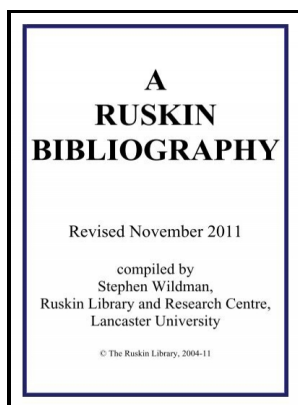 A
RUSKIN
BIBLIOGRAPHY
Revised November 2011
compiled by
Stephen Wildman,
Ruskin Library and Research Centre,
Lancaster University
© The Ruskin Library, 2004-11